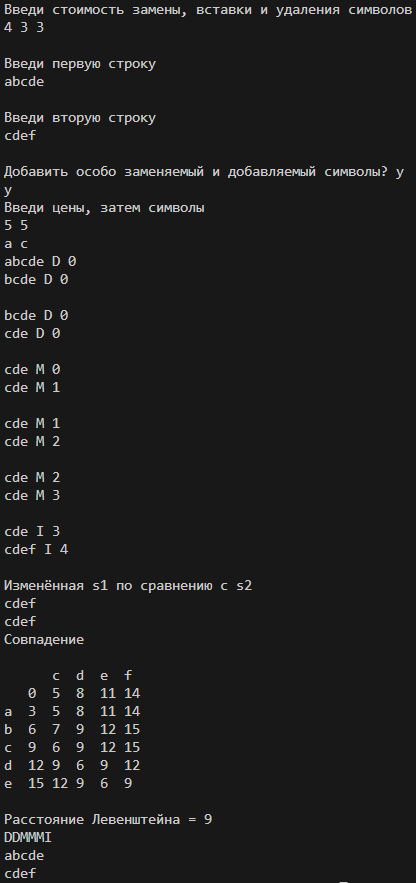 Введи стоимость замены, вставки и удаления символов
4 3 3
Введи первую строку
abcde
Введи вторую строку
cdef
Добавить особо заменяемый и добавляемый символы? y
y
Введи цены, затем символы
5 5
a c
abcde D 0
bcde D 0
bcde D 0
cde D 0
cde M 0
cde M 1
cde M 1
cde M 2
cde M 2
cde M 3
cde I 3
cdef I 4
Изменённая s1 по сравнению с s2
cdef
cdef
Совпадение
c d e f
0 5 8 11 14
a 3 5 8 11 14
b 6 7 9 12 15
c 9 6 9 12 15
d 12 9 6 9 12
e 15 12 9 6 9
Расстояние Левенштейна = 9
DDMMMI
abcde
cdef